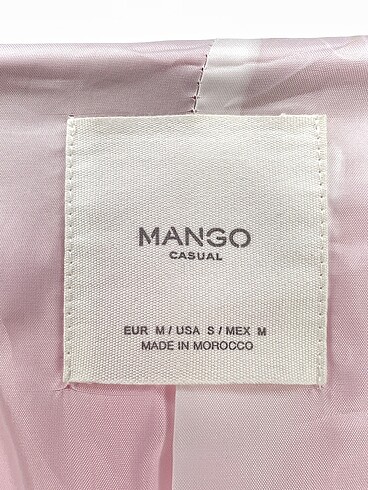 MANGO
CASUAL
EUR M / USA S / MEX M
MADE IN MOROCCO